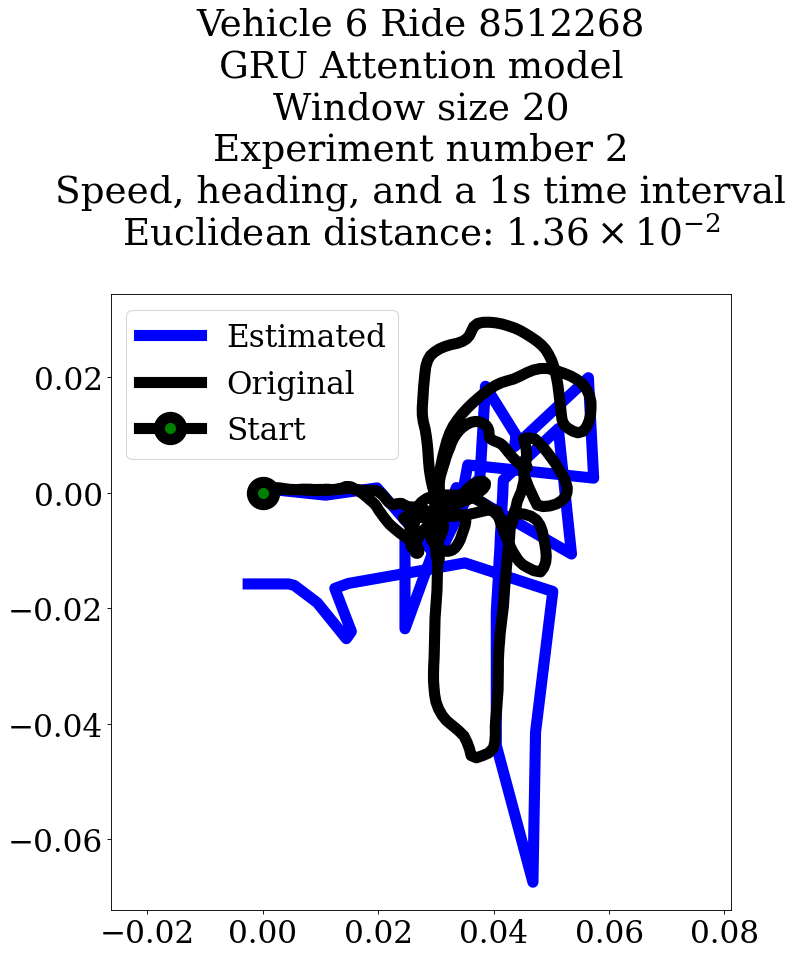 Vehicle 6 Ride 8512268
GRU Attention model
Window size 20
Experiment number 2
Speed, heading, and a 1s time interval
Euclidean distance: 1.36 × 10⁻²
Estimated
Original
Start
0.02
0.00
−0.02
−0.04
−0.06
−0.02 0.00 0.02 0.04 0.06 0.08